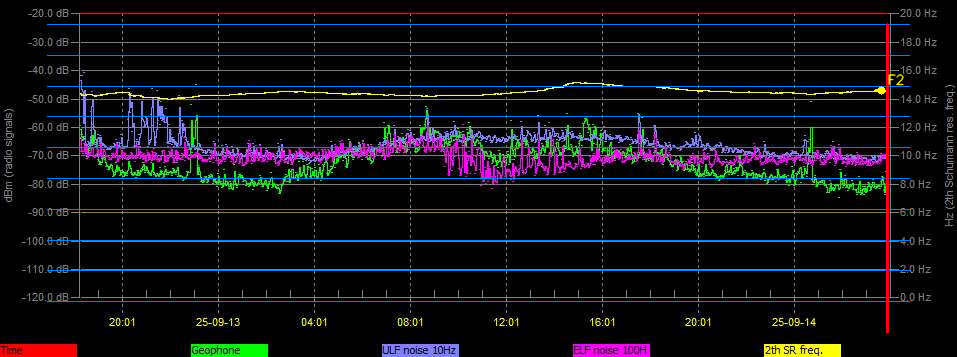 -20.0 dB 20.0 Hz
-30.0 dB 18.0 Hz
-40.0 dB 16.0 Hz
F2
-50.0 dB 14.0 Hz
-60.0 dB 12.0 Hz
-70.0 dB 10.0 Hz
-80.0 dB 8.0 Hz
-90.0 dB 6.0 Hz
-100.0 dB 4.0 Hz
-110.0 dB 2.0 Hz
-120.0 dB 0.0 Hz
dBm (radio signals)
Hz (2th Schumann res. freq.)
20:01 25-09-13 04:01 08:01 12:01 16:01 20:01 25-09-14
Time Geophone ULF noise 10Hz ELF noise 100H 2th SR freq.